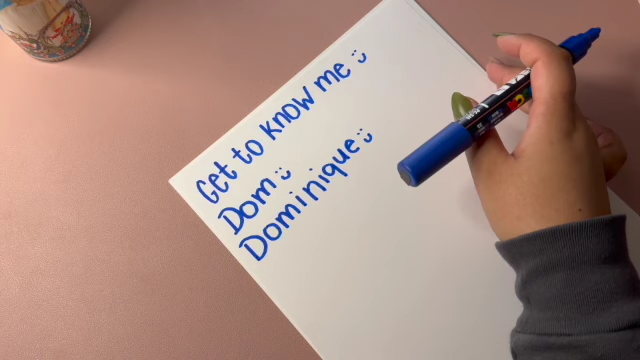 Get to know me :)
Dom :)
Dominique :)